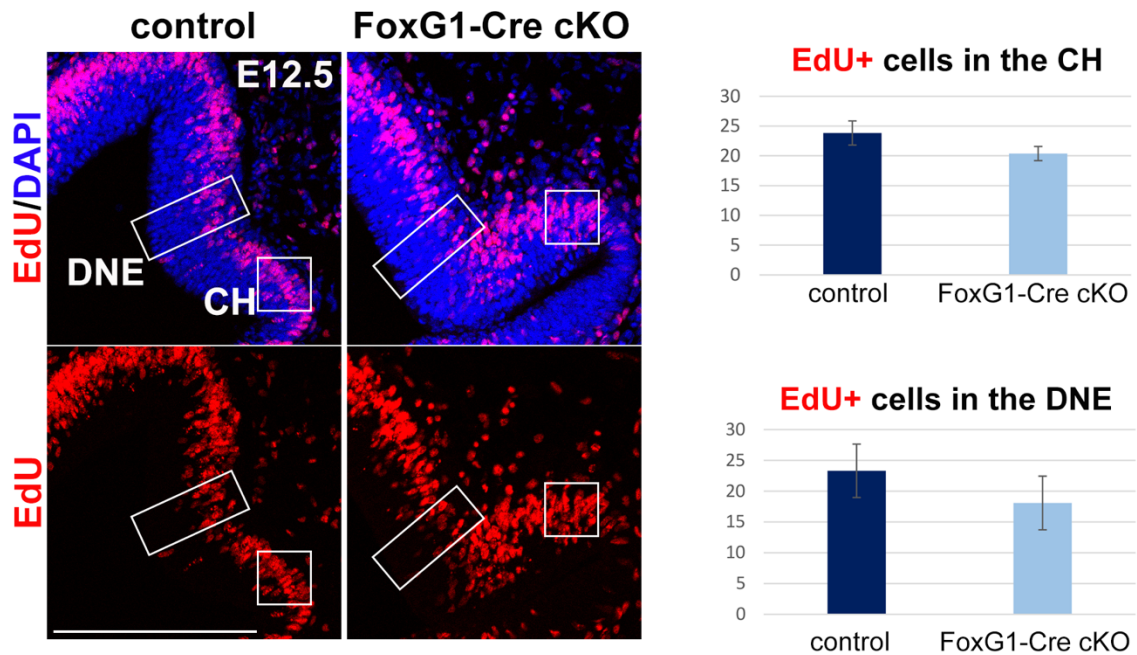 control
FoxG1-Cre cKO
EdU/DAPI
E12.5
DNE
CH
EdU
EdU+ cells in the CH
30
25
20
15
10
5
0
control
FoxG1-Cre cKO
EdU+ cells in the DNE
30
25
20
15
10
5
0
control
FoxG1-Cre cKO